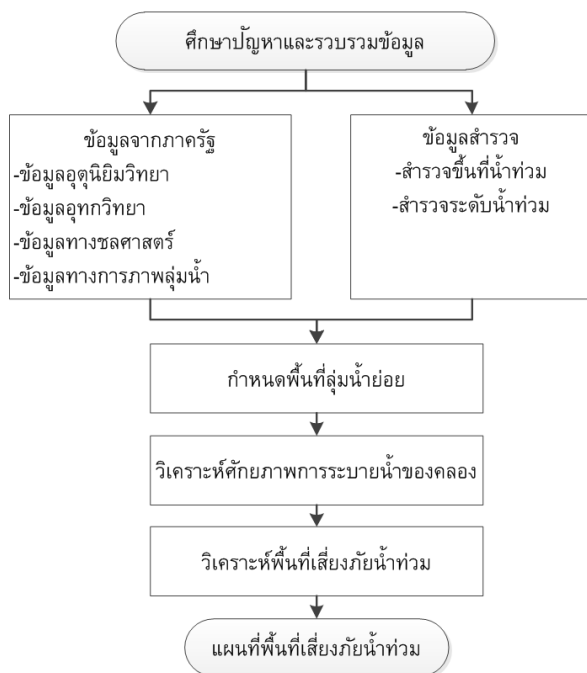 ศึกษาปัญหาและรวบรวมข้อมูล
ข้อมูลจากภาครัฐ
-ข้อมูลอุตุนิยิมวิทยา
-ข้อมูลอุทกวิทยา
-ข้อมูลทางชลศาสตร์
-ข้อมูลทางการภาพลุ่มน้ำ
ข้อมูลสำรวจ
-สำรวจขึ้นที่น้ำท่วม
-สำรวจระดับน้ำท่วม
กำหนดพื้นที่ลุ่มน้ำย่อย
วิเคราะห์ศักยภาพการระบายน้ำของคลอง
วิเคราะห์พื้นที่เสี่ยงภัยน้ำท่วม
แผนที่พื้นที่เสี่ยงภัยน้ำท่วม